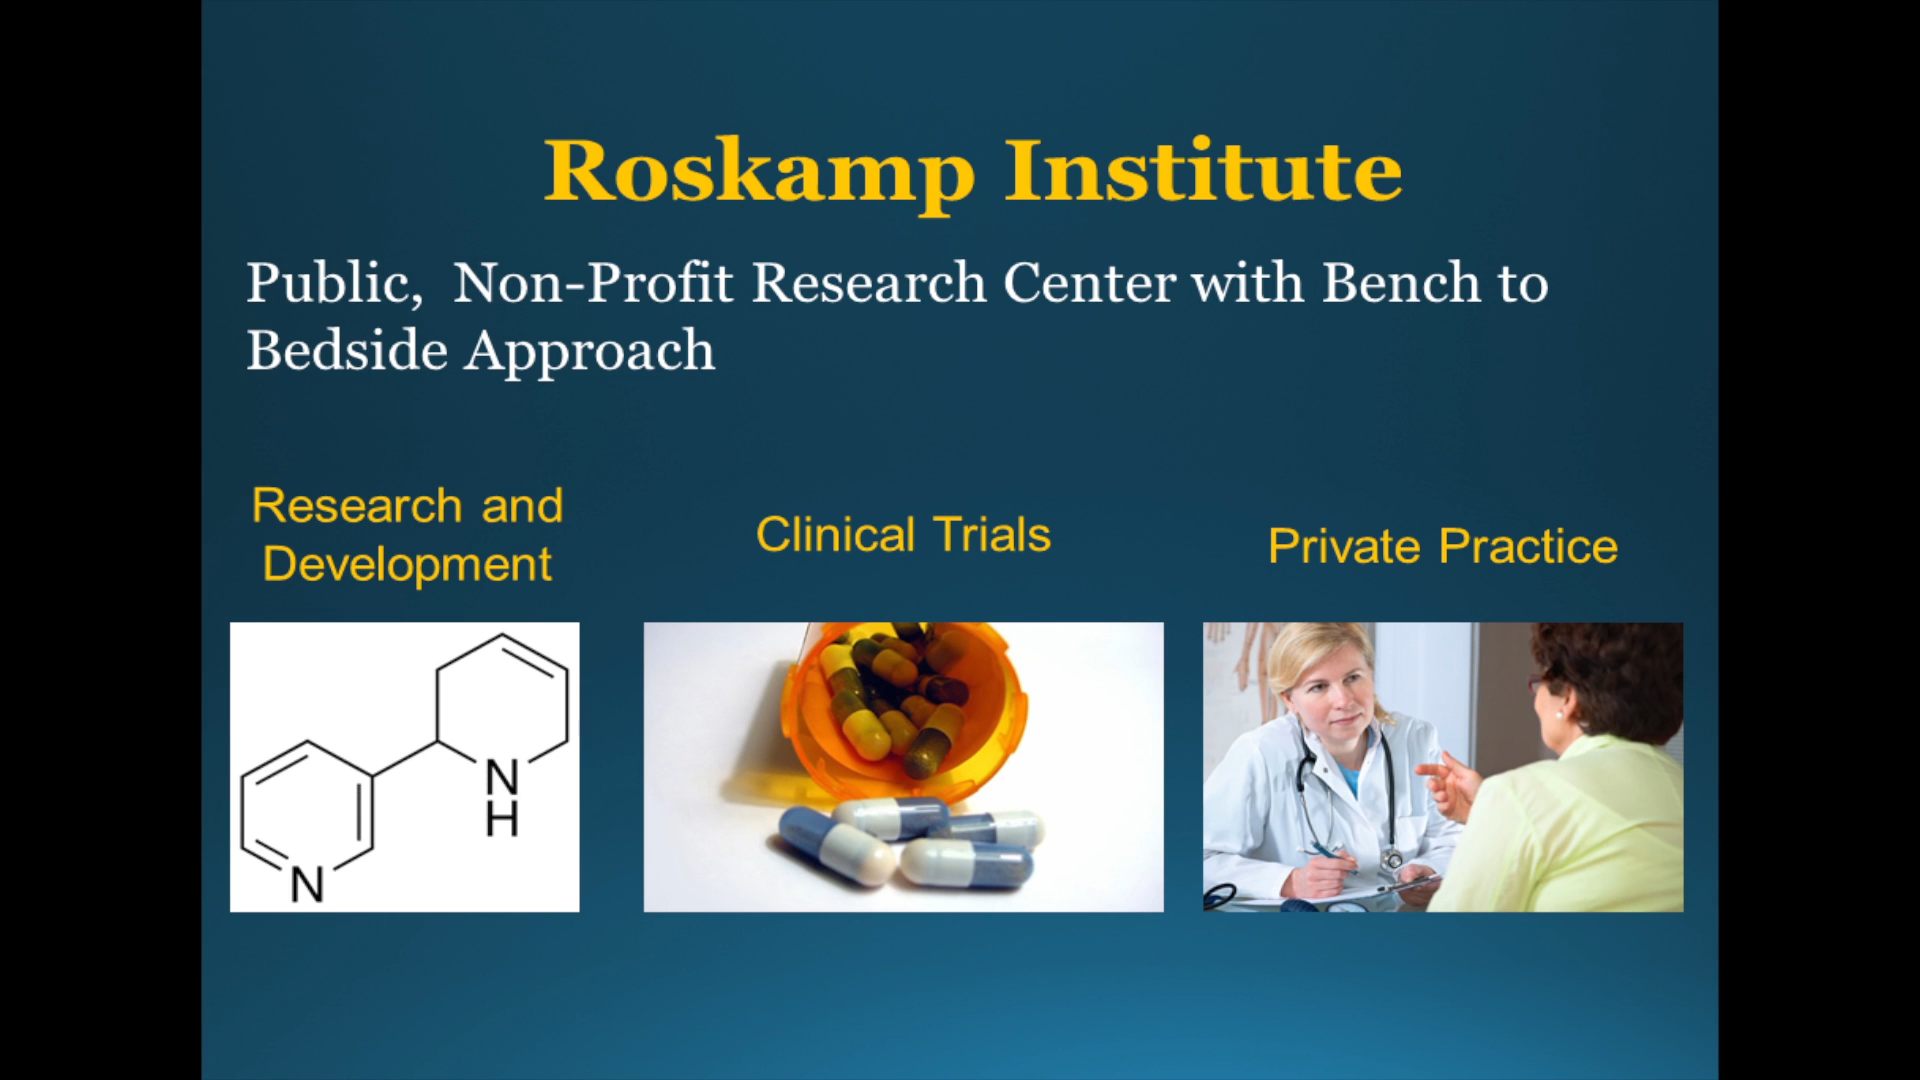 Roskamp Institute
Public, Non-Profit Research Center with Bench to
Bedside Approach
Research and
Development
Clinical Trials
Private Practice
N
H
N